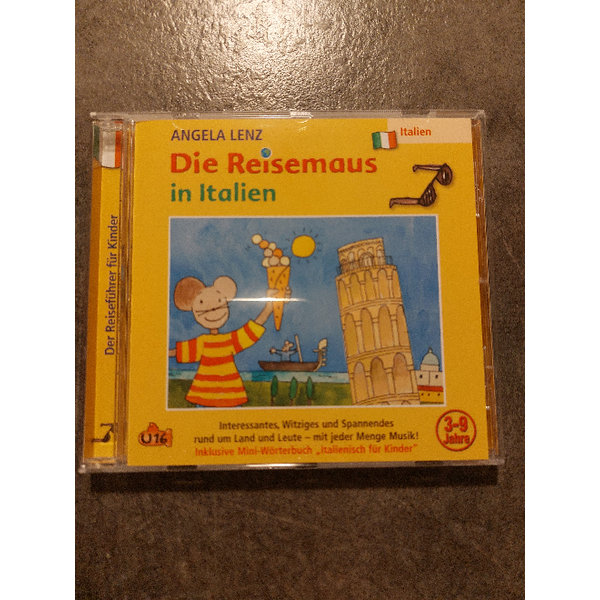 ANGELA LENZ
Italien
Die Reisemaus
in Italien
Der Reiseführer für Kinder
Interessantes, Witziges und Spannendes
rund um Land und Leute – mit jeder Menge Musik!
Inklusive Mini-Wörterbuch „Italienisch für Kinder“
3-9
Jahre
U16